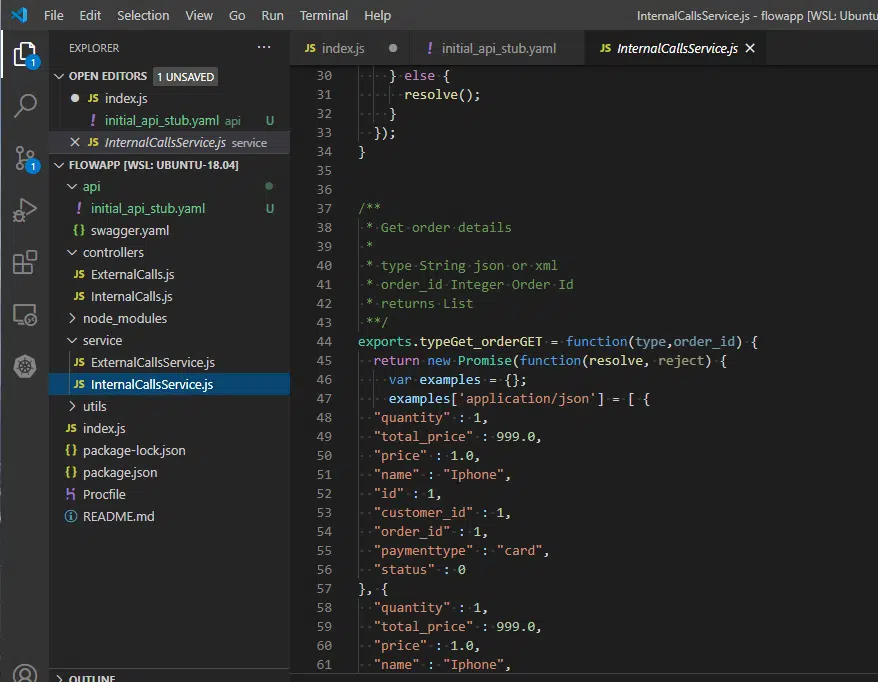 File Edit Selection View Go Run Terminal Help InternalCallsService.js - flowapp [WSL: Ubuntu
EXPLORER ···
OPEN EDITORS 1 UNSAVED
JS index.js
! initial_api_stub.yaml api U
JS InternalCallsService.js service
FLOWAPP [WSL: UBUNTU-18.04]
api
! initial_api_stub.yaml U
{} swagger.yaml
controllers
JS ExternalCalls.js
JS InternalCalls.js
node_modules
service
JS ExternalCallsService.js
JS InternalCallsService.js
utils
JS index.js
{} package-lock.json
{} package.json
Procfile
README.md
OUTLINE
1
1
JS index.js ! initial_api_stub.yaml JS InternalCallsService.js
30 } else {
31 resolve();
32 }
33 });
34 }
35
36
37 /**
38 * Get order details
39 *
40 * type String json or xml
41 * order_id Integer Order Id
42 * returns List
43 **/
44 exports.typeGet_orderGET = function(type,order_id) {
45 return new Promise(function(resolve, reject) {
46 var examples = {};
47 examples['application/json'] = [ {
48 "quantity" : 1,
49 "total_price" : 999.0,
50 "price" : 1.0,
51 "name" : "Iphone",
52 "id" : 1,
53 "customer_id" : 1,
54 "order_id" : 1,
55 "paymenttype" : "card",
56 "status" : 0
57 }, {
58 "quantity" : 1,
59 "total_price" : 999.0,
60 "price" : 1.0,
61 "name" : "Iphone",